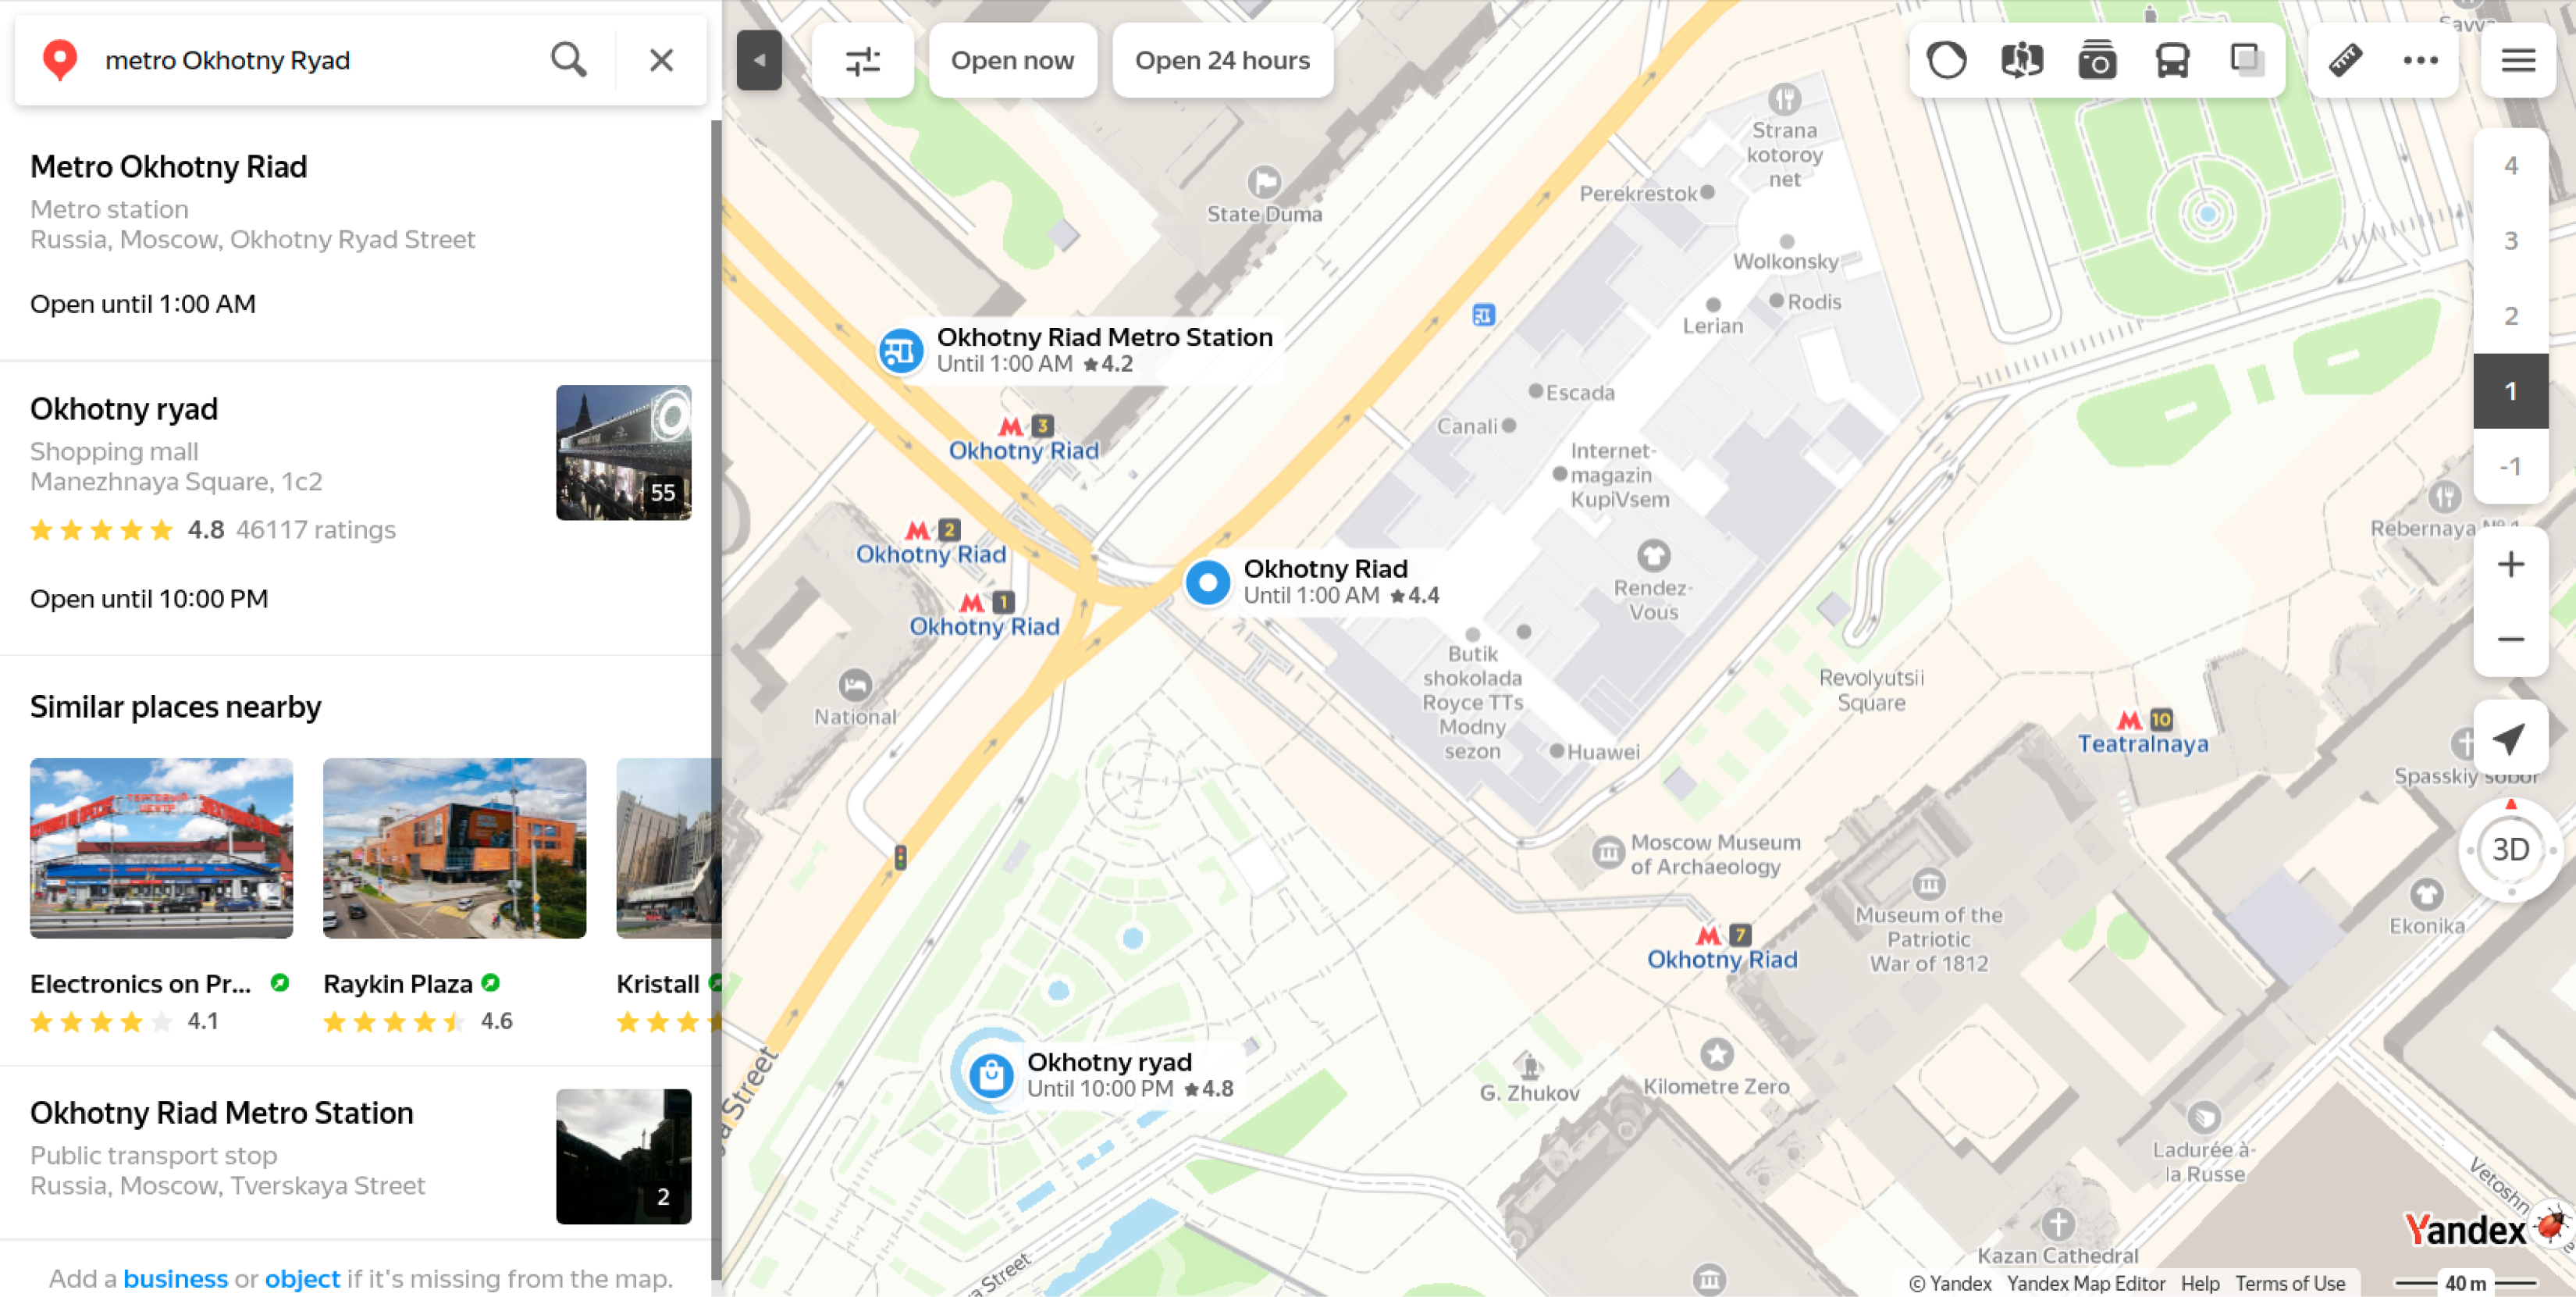 metro Okhotny Ryad
Metro Okhotny Riad
Metro station
Russia, Moscow, Okhotny Ryad Street
Open until 1:00 AM
Okhotny ryad
Shopping mall
Manezhnaya Square, 1c2
4.8 46117 ratings
55
Open until 10:00 PM
Similar places nearby
Electronics on Pr...
4.1
Raykin Plaza
4.6
Kristall
Okhotny Riad Metro Station
Public transport stop
Russia, Moscow, Tverskaya Street
2
Add a business or object if it's missing from the map.
Open now
Open 24 hours
4
3
2
1
-1
3D
Strana
kotoroy
net
Perekrestok
State Duma
Wolkonsky
Rodis
Lerian
Okhotny Riad Metro Station
Until 1:00 AM ★4.2
Escada
Canali
3
Okhotny Riad
Internet-
magazin
KupiVsem
2
Okhotny Riad
Okhotny Riad
Until 1:00 AM ★4.4
Rendez-
Vous
1
Okhotny Riad
Butik
shokolada
Royce TTs
Modny
sezon
Huawei
National
Revolyutsii
Square
10
Teatralnaya
Spasskiy sobor
Rebernaya № 1
Moscow Museum
of Archaeology
Museum of the
Patriotic
War of 1812
Ekonika
7
Okhotny Riad
Okhotny ryad
Until 10:00 PM ★4.8
G. Zhukov
Kilometre Zero
Ladurée à-
la Russe
Kazan Cathedral
Street
Street
Vetoshn
Yandex
© Yandex Yandex Map Editor Help Terms of Use
40 m